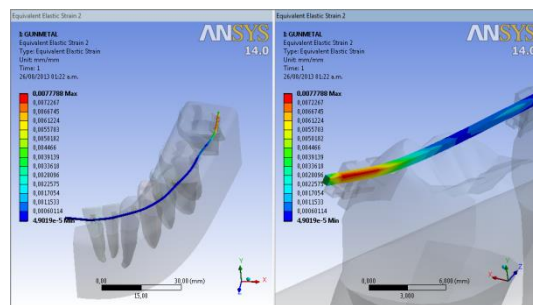 Equivalent Elastic Strain 2
I: GUNMETAL
Equivalent Elastic Strain 2
Type: Equivalent Elastic Strain
Unit: mm/mm
Time: 1
26/08/2013 01:22 a.m.
ANSYS
14.0
0,0077788 Max
0,0072267
0,0066745
0,0061224
0,0055703
0,0050182
0,004466
0,0039139
0,0033618
0,0028096
0,0022575
0,0017054
0,0011533
0,00060114
4,9019e-5 Min
0,00
30,00 (mm)
15,00
Y
X
Z
Equivalent Elastic Strain 2
I: GUNMETAL
Equivalent Elastic Strain 2
Type: Equivalent Elastic Strain
Unit: mm/mm
Time: 1
26/08/2013 01:22 a.m.
ANSYS
14.0
0,0077788 Max
0,0072267
0,0066745
0,0061224
0,0055703
0,0050182
0,004466
0,0039139
0,0033618
0,0028096
0,0022575
0,0017054
0,0011533
0,00060114
4,9019e-5 Min
0,000
6,000 (mm)
3,000
Y
X
Z